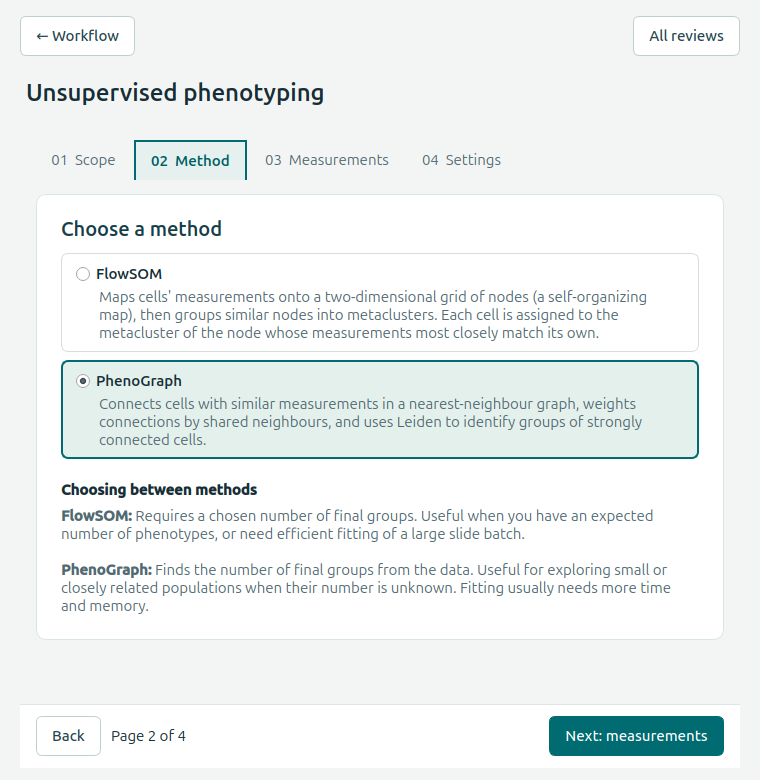 ← Workflow
All reviews
Unsupervised phenotyping
01 Scope
02 Method
03 Measurements
04 Settings
Choose a method
FlowSOM
Maps cells' measurements onto a two-dimensional grid of nodes (a self-organizing
map), then groups similar nodes into metaclusters. Each cell is assigned to the
metacluster of the node whose measurements most closely match its own.
PhenoGraph
Connects cells with similar measurements in a nearest-neighbour graph, weights
connections by shared neighbours, and uses Leiden to identify groups of strongly
connected cells.
Choosing between methods
FlowSOM: Requires a chosen number of final groups. Useful when you have an expected
number of phenotypes, or need efficient fitting of a large slide batch.
PhenoGraph: Finds the number of final groups from the data. Useful for exploring small or
closely related populations when their number is unknown. Fitting usually needs more time
and memory.
Back
Page 2 of 4
Next: measurements